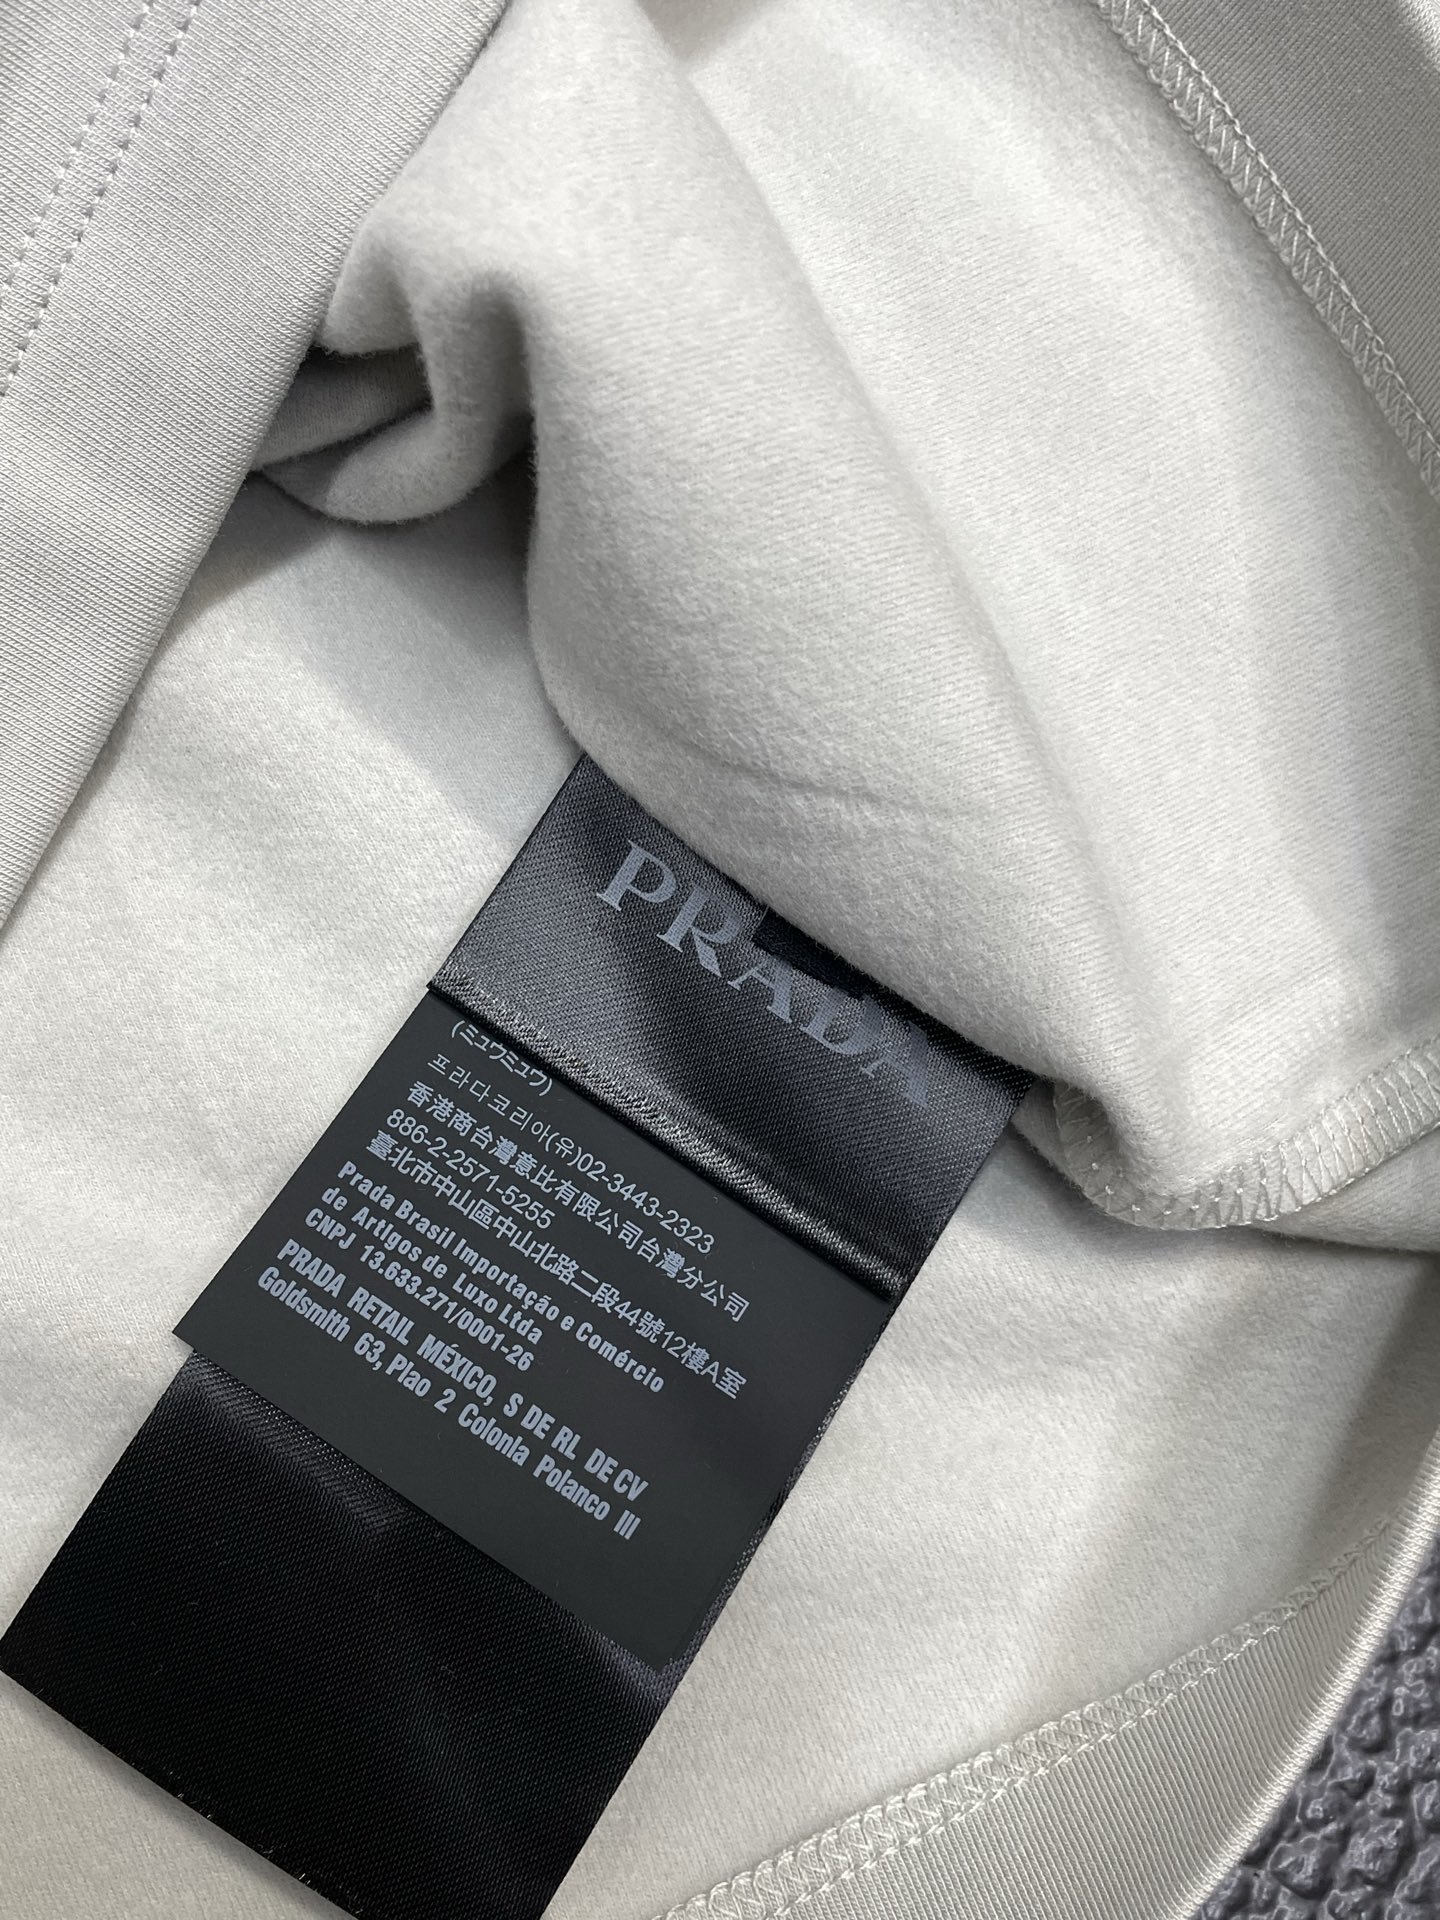 PRADA
(ミュウミュウ)
프라다코리아(유)02-3443-2323
香港商台灣意比有限公司台灣分公司
886-2-2571-5255
臺北市中山區中山北路二段44號12樓A室
Prada Brasil Importação e Comércio
de Artigos de Luxo Ltda
CNPJ 13.633.271/0001-26
PRADA RETAIL MÉXICO, S DE RL DE CV
Goldsmith 63, Plao 2 Colonla Polanco III